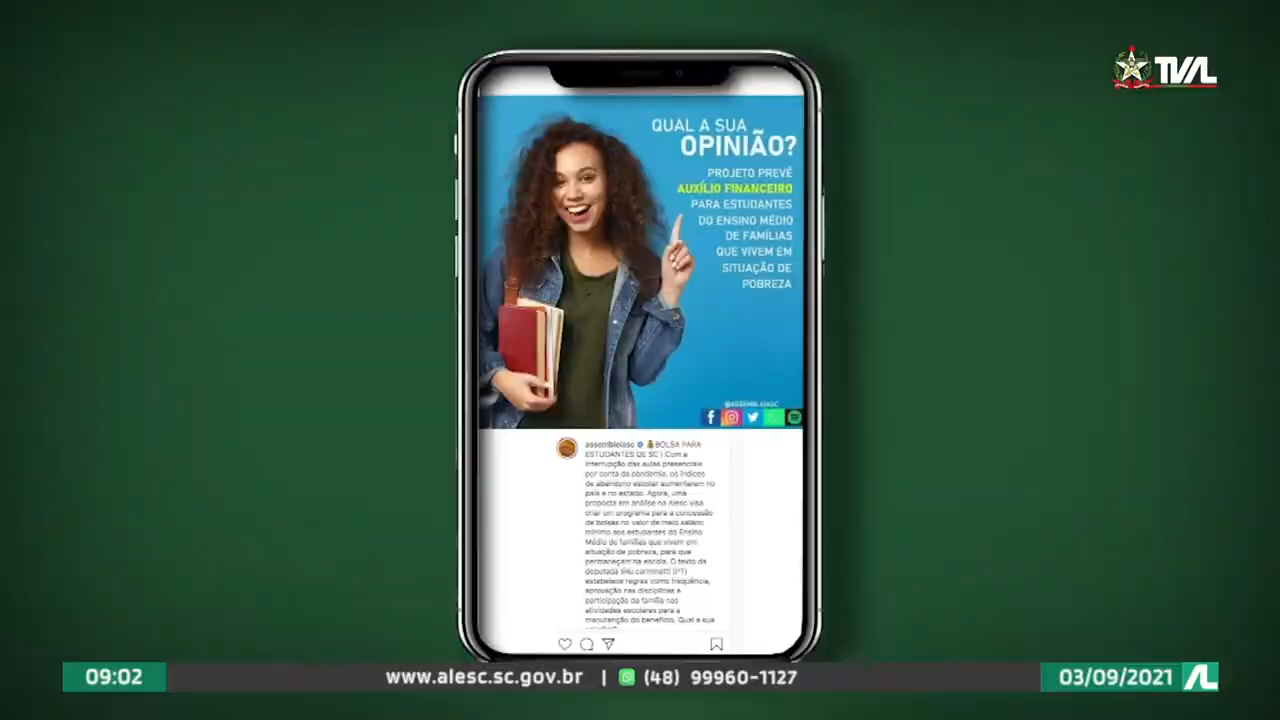 TVAL
QUAL A SUA
OPINIÃO?
PROJETO PREVÊ
AUXÍLIO FINANCEIRO
PARA ESTUDANTES
DO ENSINO MÉDIO
DE FAMÍLIAS
QUE VIVEM EM
SITUAÇÃO DE
POBREZA
@ASSEMBLEIASC
assembleiasc BOLSA PARA
ESTUDANTES DE SC | Com a
interrupção das aulas presenciais
por conta da pandemia, os índices
de abandono escolar aumentaram no
país e no estado. Agora, uma
proposta em análise na Alesc visa
criar um programa para a concessão
de bolsas no valor de meio salário
mínimo aos estudantes do Ensino
Médio de famílias que vivem em
situação de pobreza, para que
permaneçam na escola. O texto da
deputada (PT)
estabelece regras como frequência,
aprovação nas disciplinas e
participação da família nas
atividades escolares para a
manutenção do benefício. Qual a sua
09:02
www.alesc.sc.gov.br | (48) 99960-1127
03/09/2021